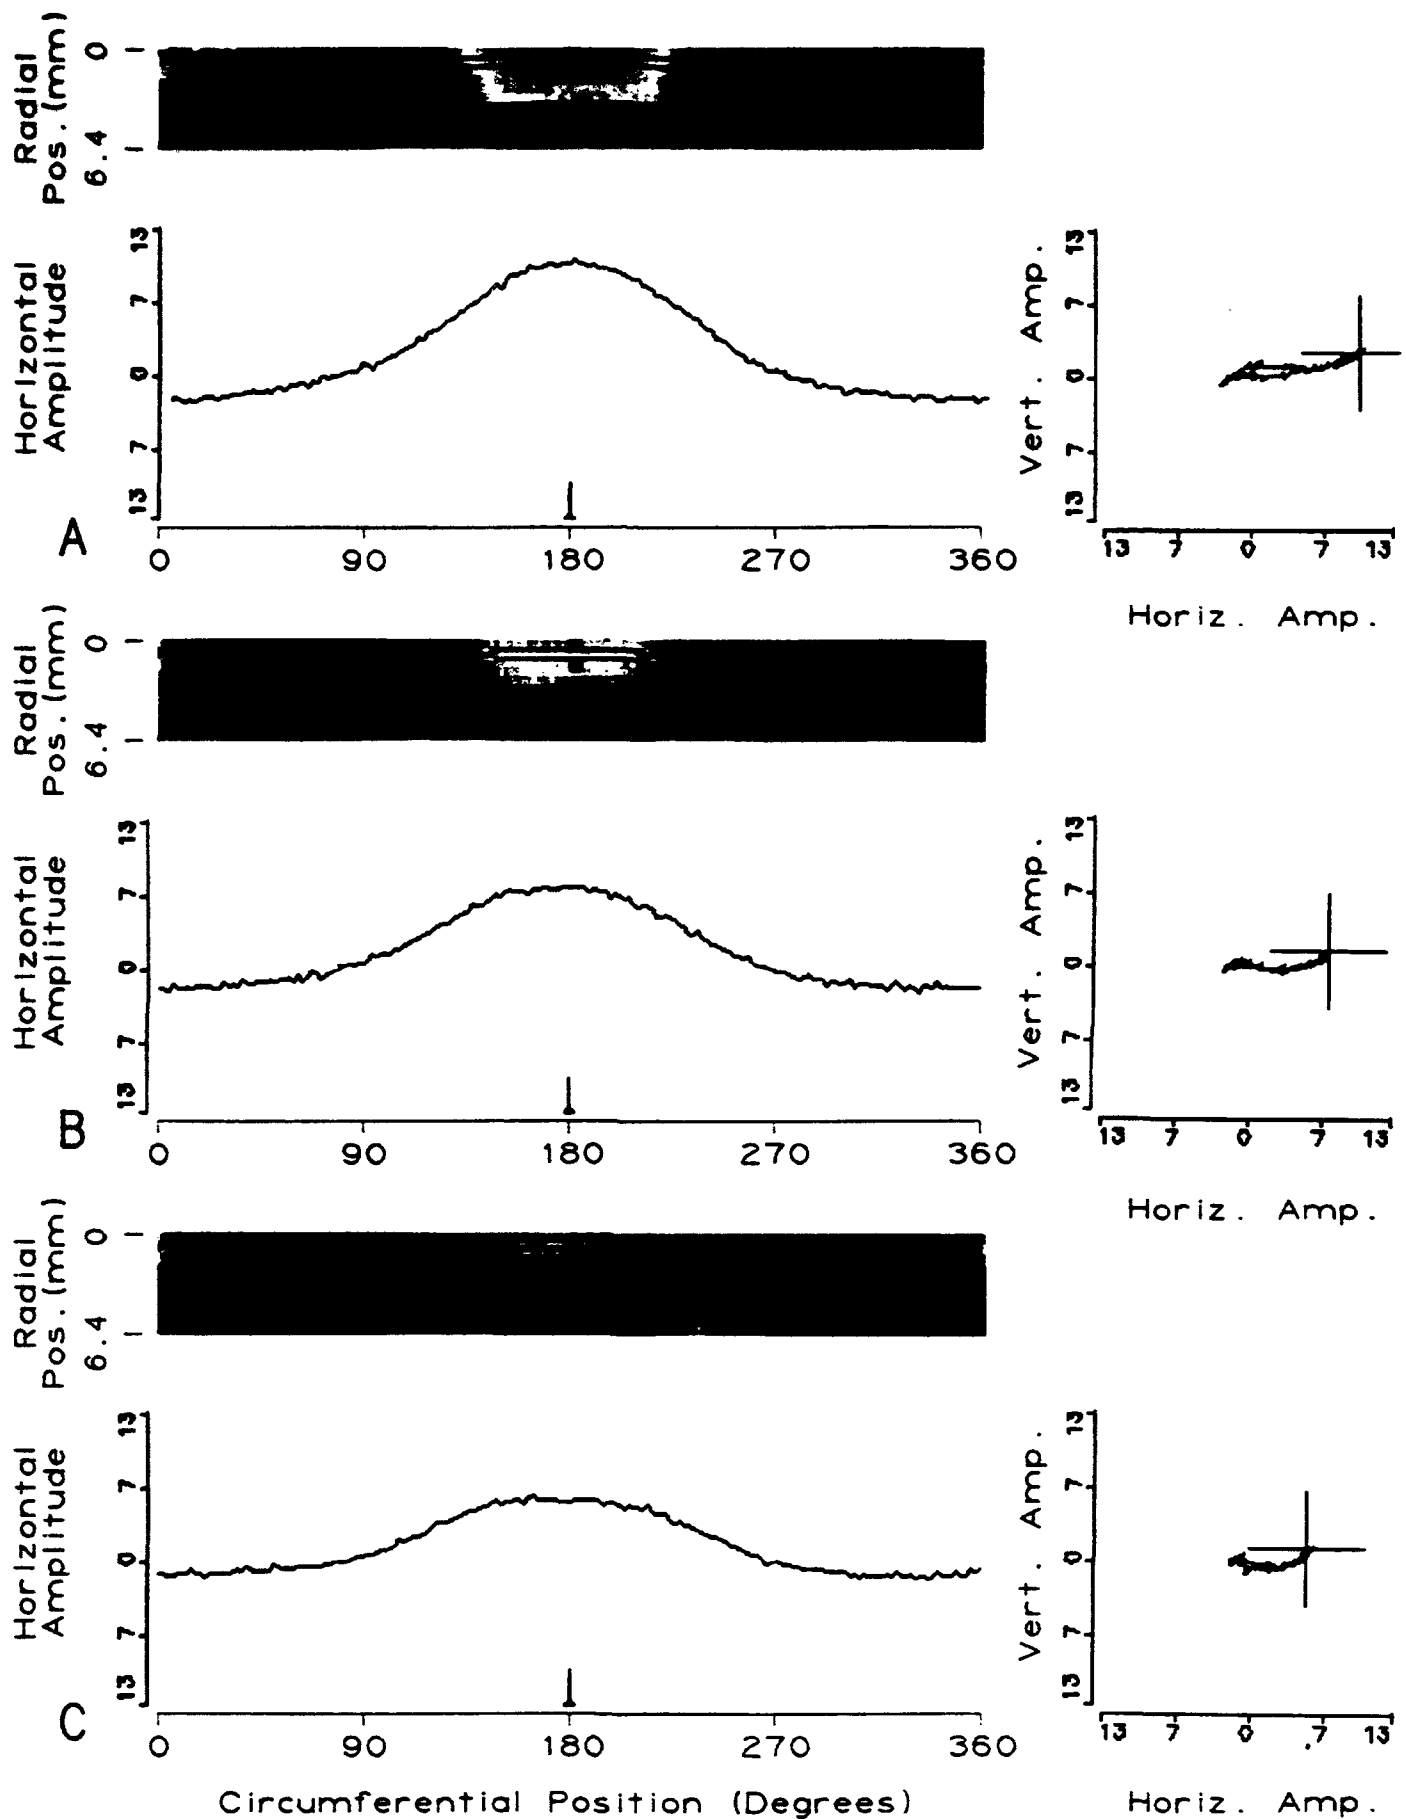 Radial
Pos. (mm)
0
6.4
Horizontal
Amplitude
13
7
0
7
13
A
0 90 180 270 360
Vert. Amp.
13
7
0
7
13
13 7 0 7 13
Horiz. Amp.
Radial
Pos. (mm)
0
6.4
Horizontal
Amplitude
13
7
0
7
13
B
0 90 180 270 360
Vert. Amp.
13
7
0
7
13
13 7 0 7 13
Horiz. Amp.
Radial
Pos. (mm)
0
6.4
Horizontal
Amplitude
13
7
0
7
13
C
0 90 180 270 360
Circumferential Position (Degrees)
Vert. Amp.
13
7
0
7
13
13 7 0 7 13
Horiz. Amp.